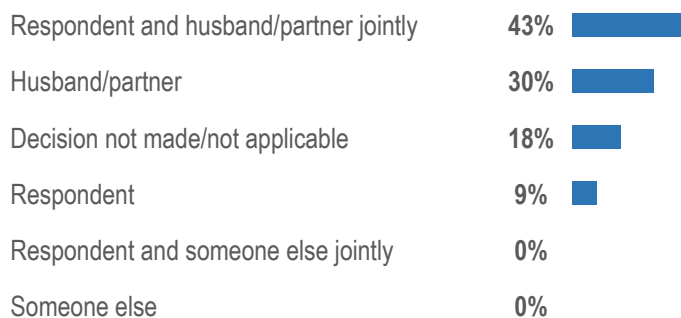 Respondent and husband/partner jointly 43%
Husband/partner 30%
Decision not made/not applicable 18%
Respondent 9%
Respondent and someone else jointly 0%
Someone else 0%